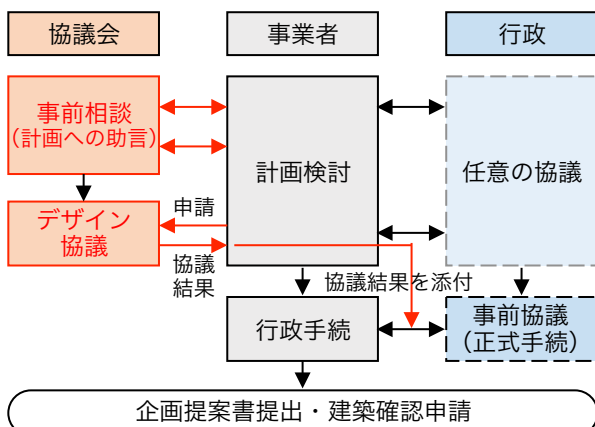 協議会
事業者
行政
事前相談
（計画への助言）
計画検討
任意の協議
申請
デザイン
協議
協議
結果
協議結果を添付
行政手続
事前協議
（正式手続）
企画提案書提出・建築確認申請